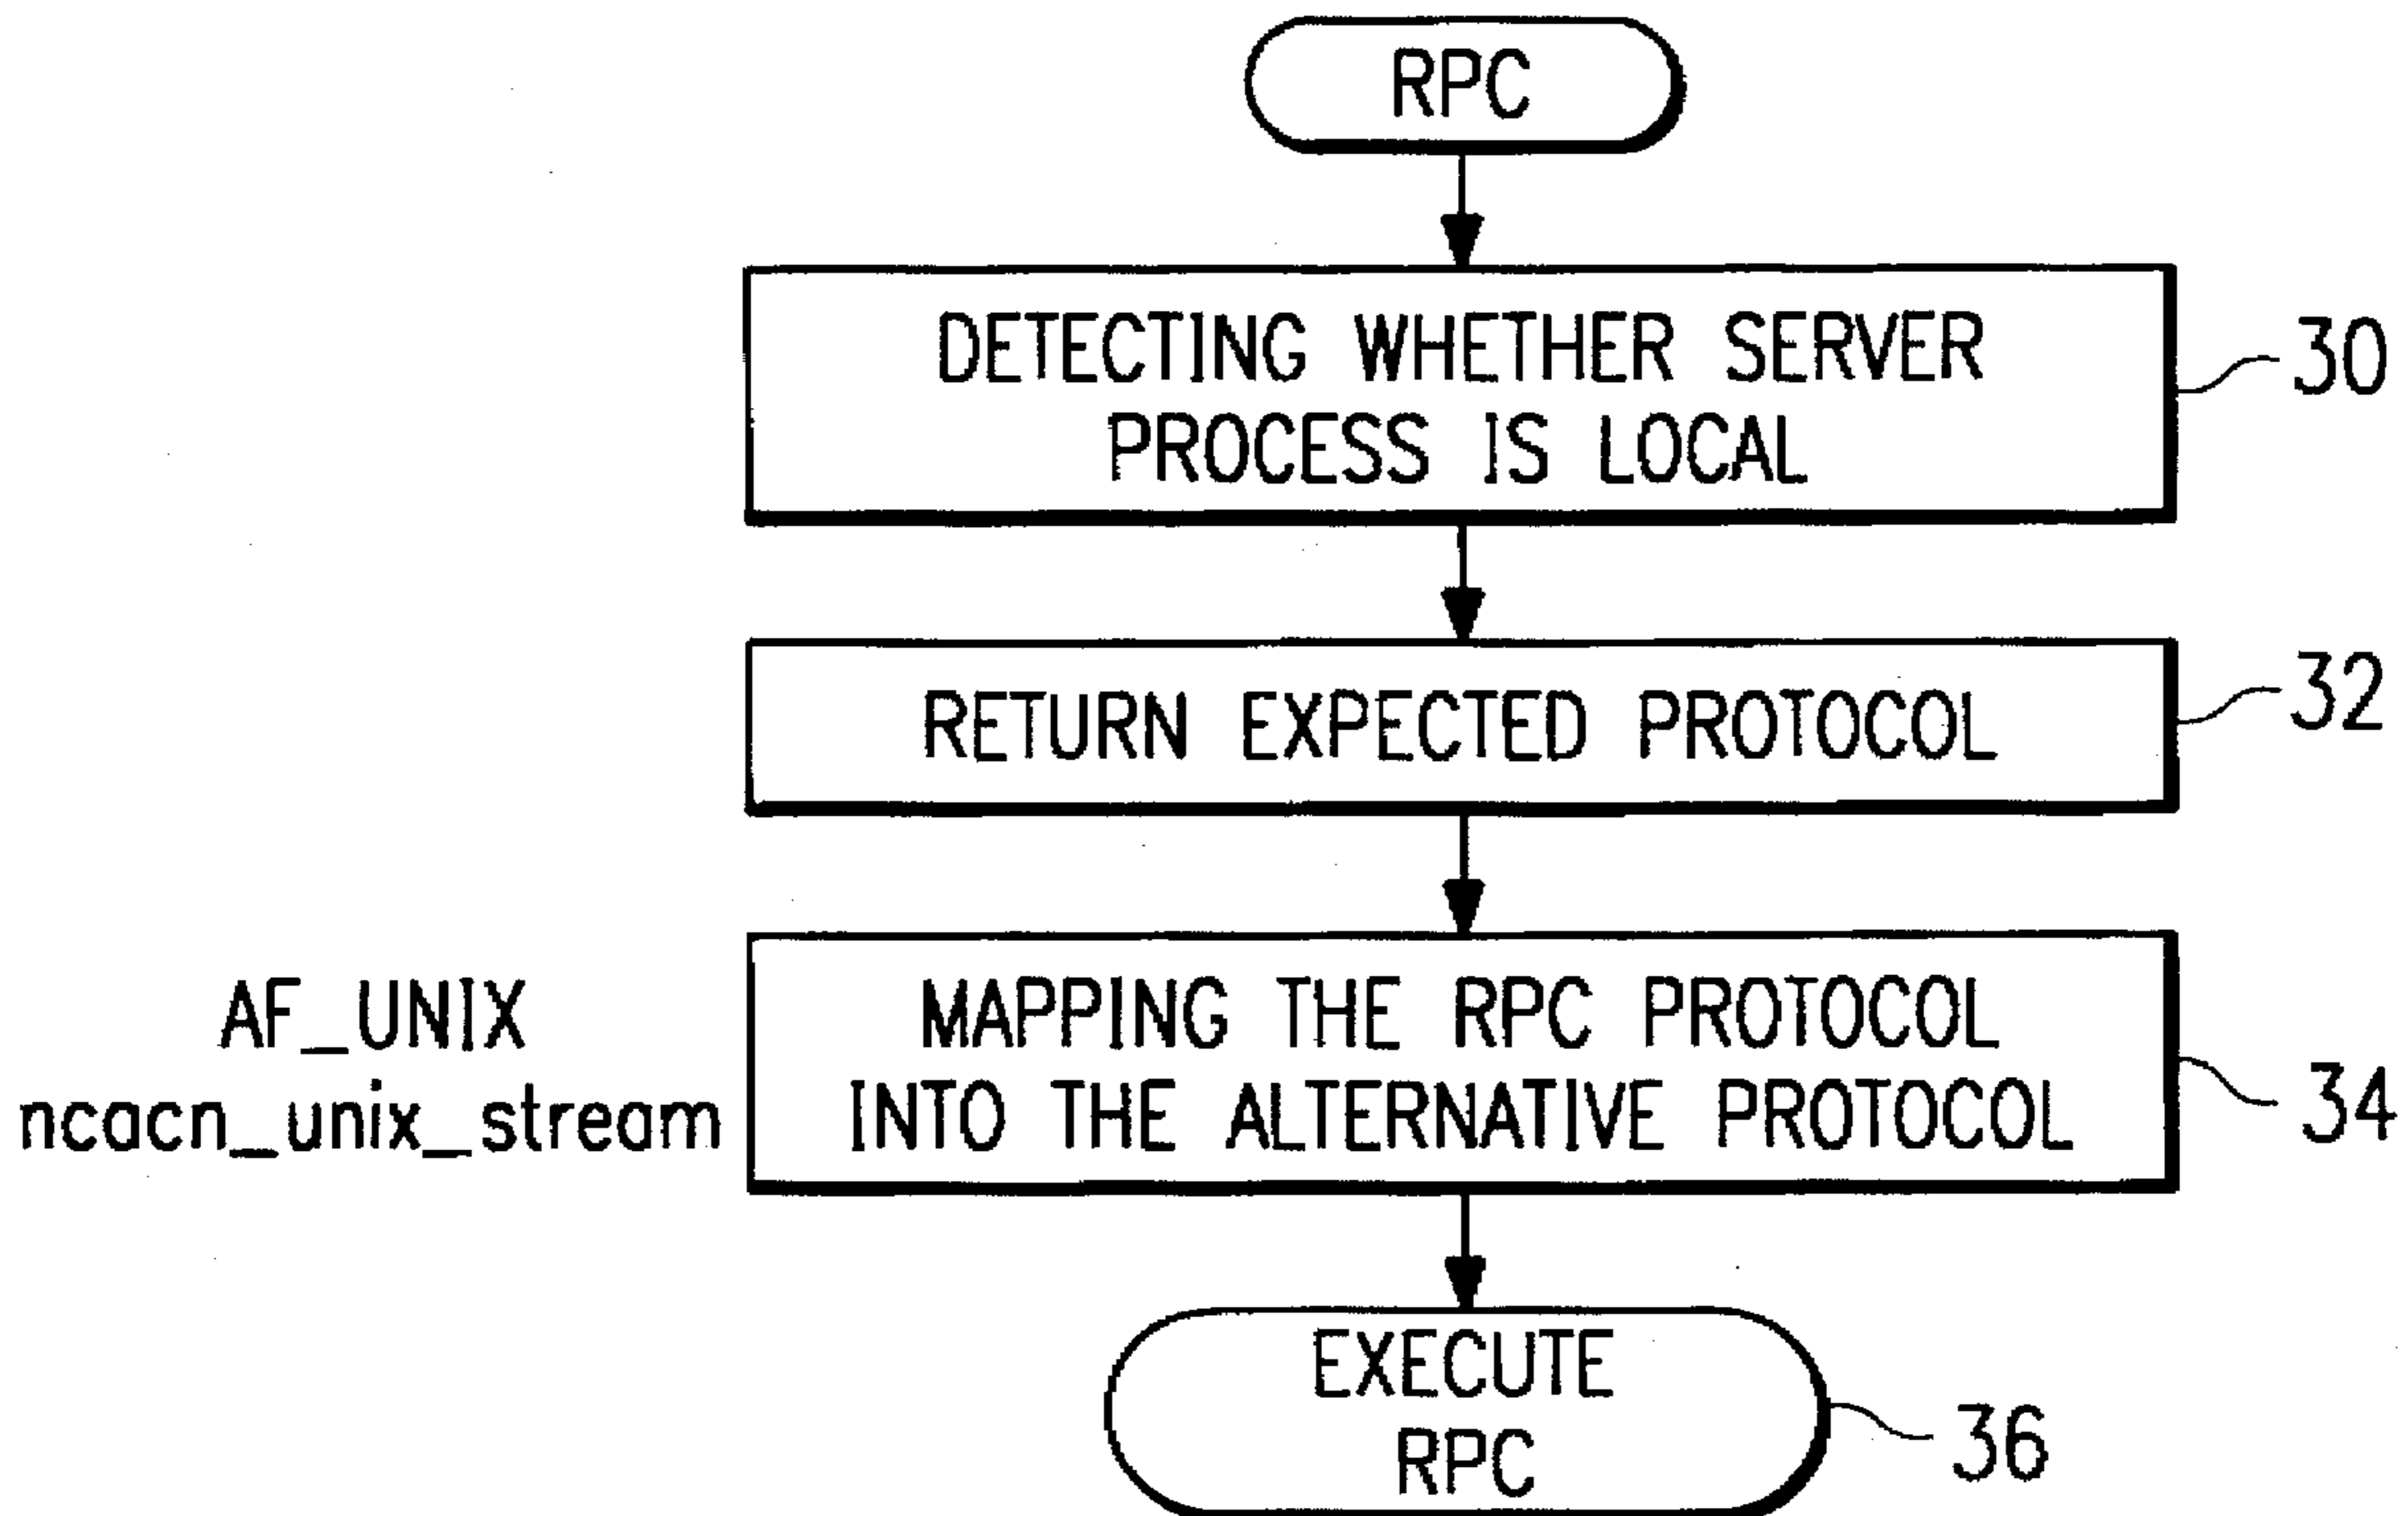 RPC
DETECTING WHETHER SERVER
PROCESS IS LOCAL
30
RETURN EXPECTED PROTOCOL
32
AF_UNIX
ncacn_unix_stream
MAPPING THE RPC PROTOCOL
INTO THE ALTERNATIVE PROTOCOL
34
EXECUTE
RPC
36